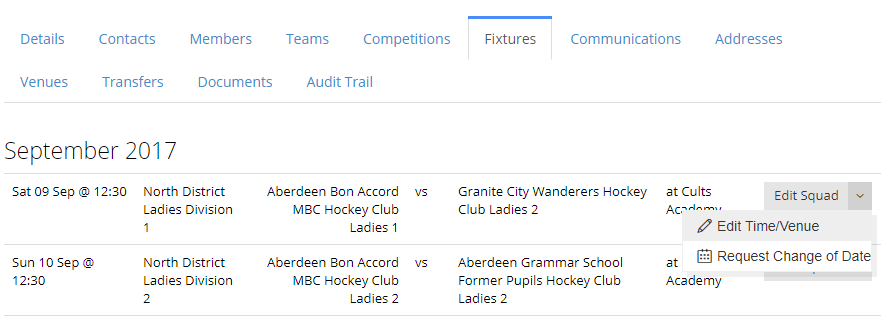 Details Contacts Members Teams Competitions Fixtures Communications Addresses
Venues Transfers Documents Audit Trail
September 2017
Sat 09 Sep @ 12:30 North District Aberdeen Bon Accord vs Granite City Wanderers Hockey at Cults Edit Squad
Ladies Division MBC Hockey Club Club Ladies 2 Academy
1 Ladies 1
Edit Time/Venue
Request Change of Date
Sun 10 Sep @ North District Aberdeen Bon Accord vs Aberdeen Grammar School at
12:30 Ladies Division MBC Hockey Club Former Pupils Hockey Club Academy
2 Ladies 2 Ladies 2